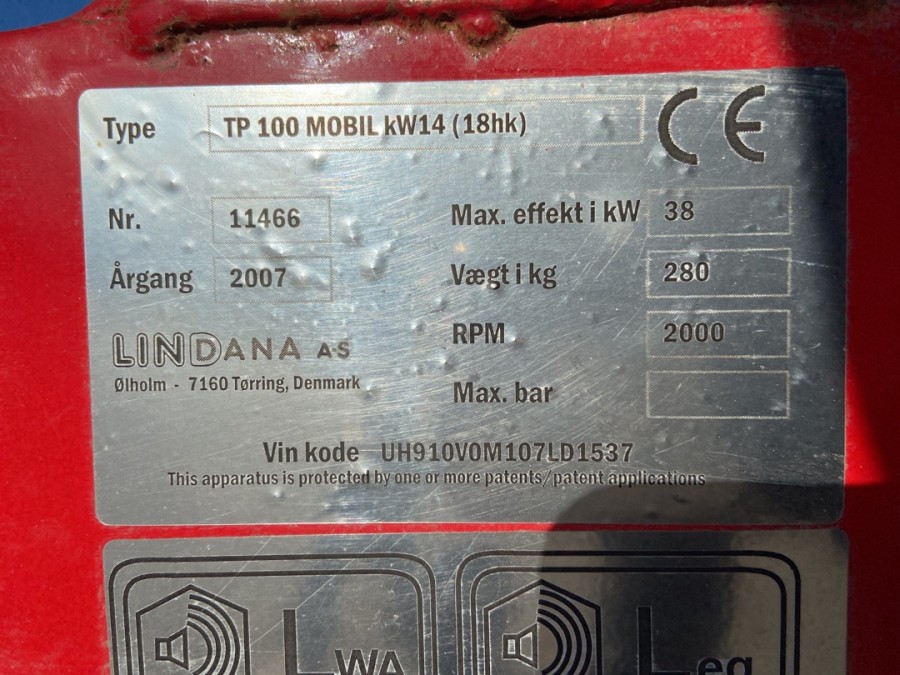 Type TP 100 MOBIL kW14 (18hk) CE
Nr. 11466 Max. effekt i kW 38
Årgang 2007 Vægt i kg 280
LINDANA A·S RPM 2000
Ølholm - 7160 Tørring, Denmark
Max. bar
Vin kode UH910V0M107LD1537
This apparatus is protected by one or more patents/patent applications
LWA Leq